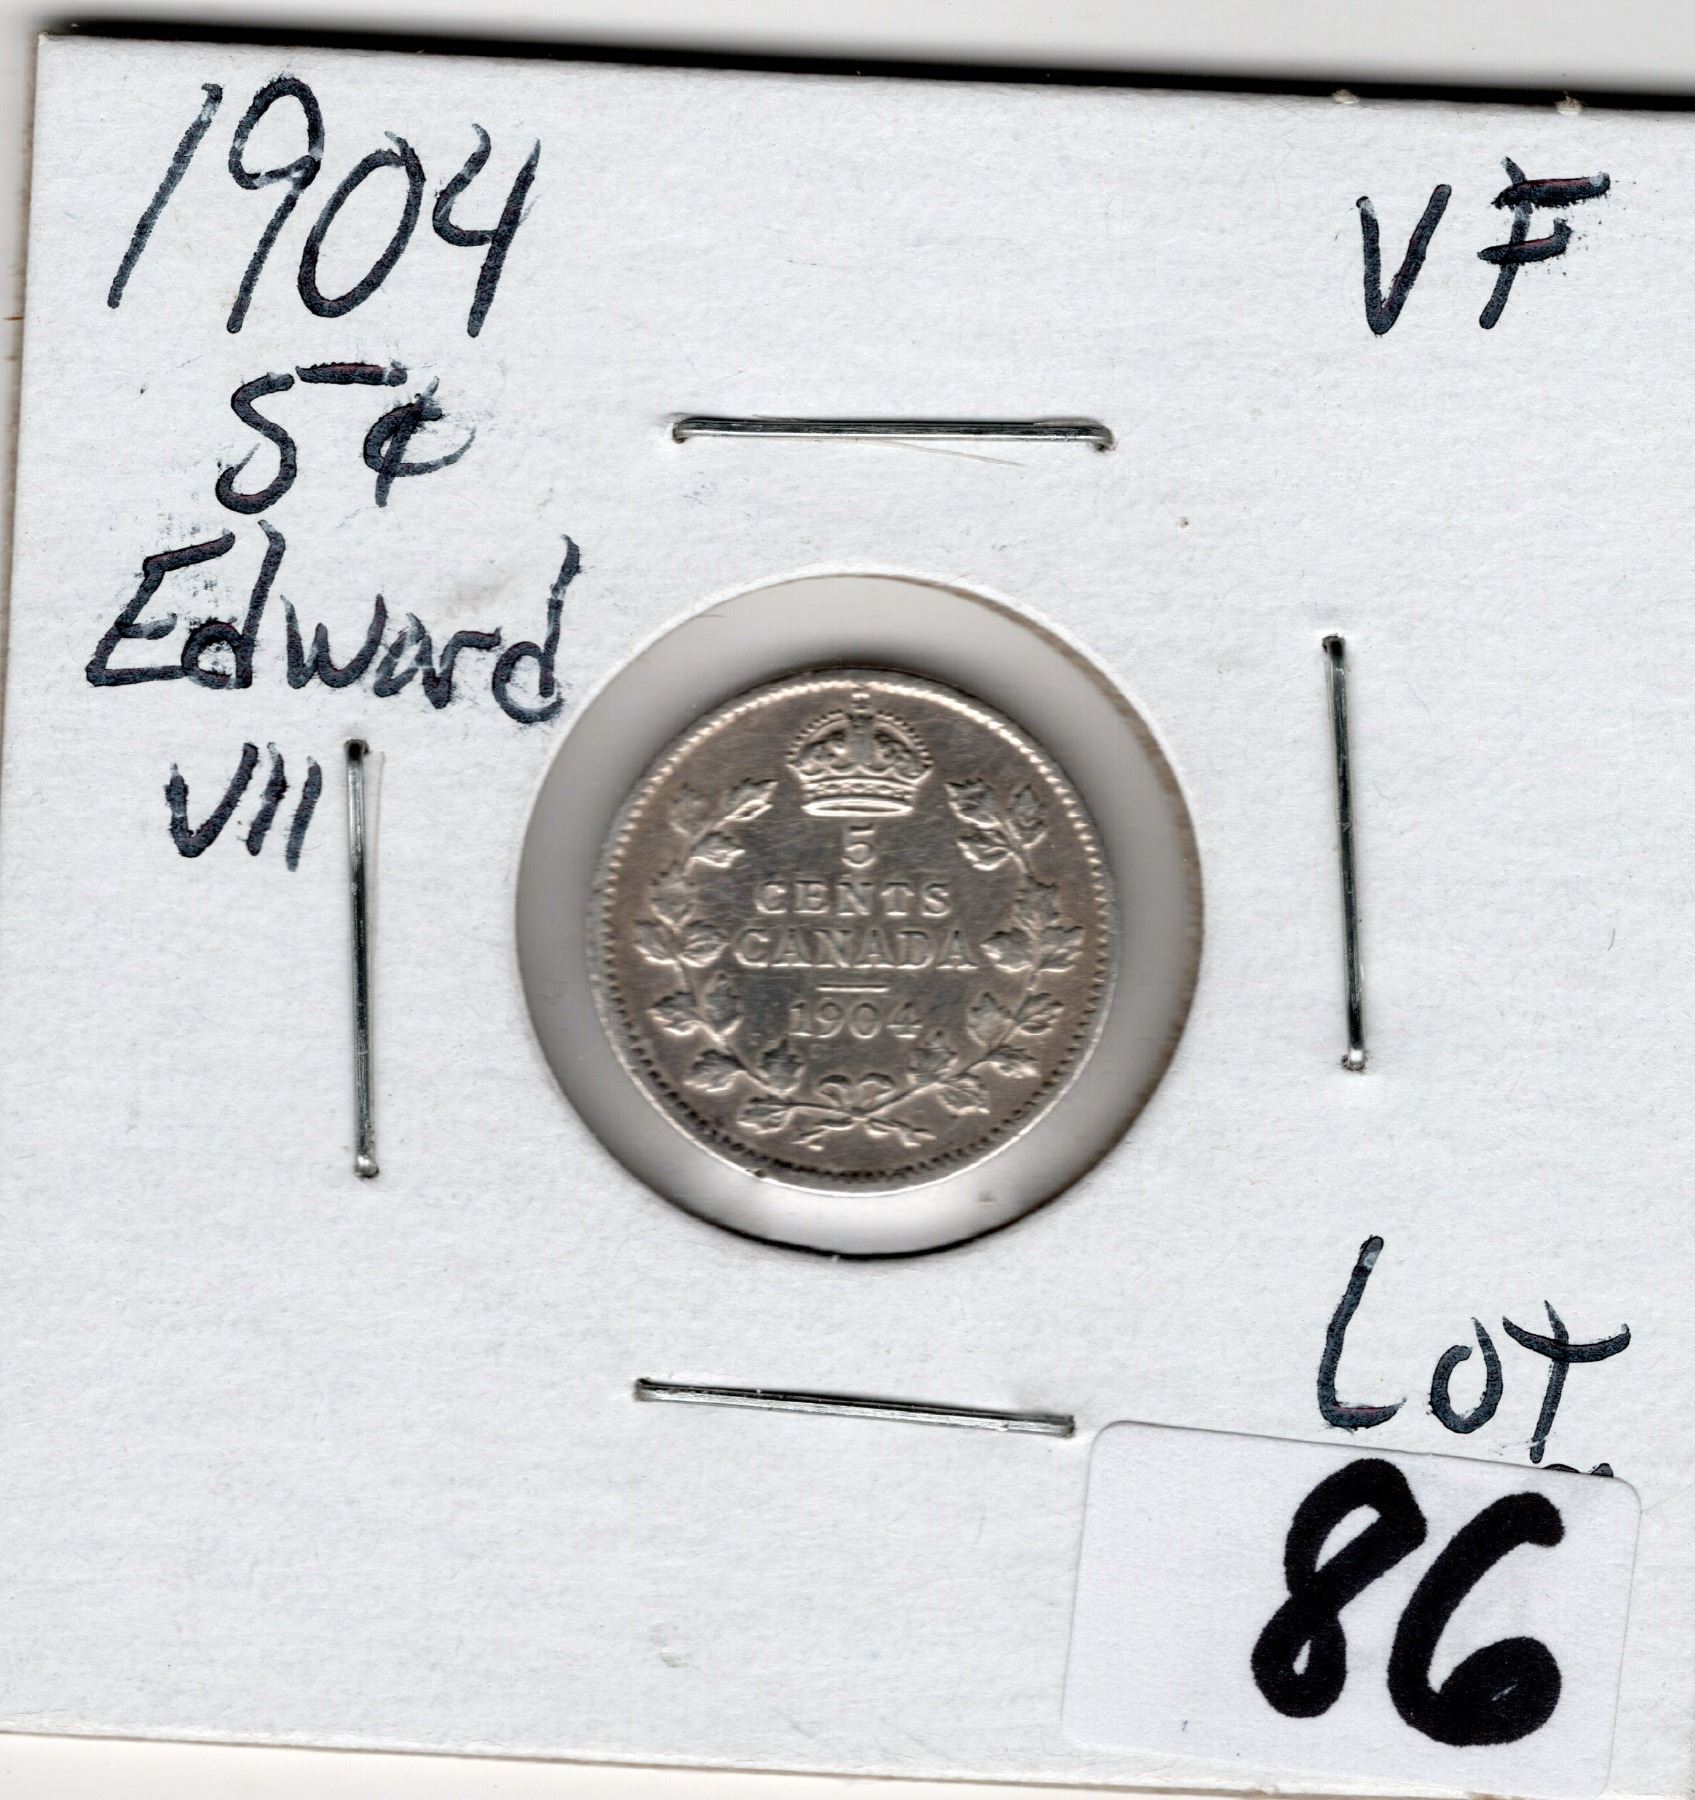 1904
VF
5¢
Edward
VII
5
CENTS
CANADA
1904
LOT
86